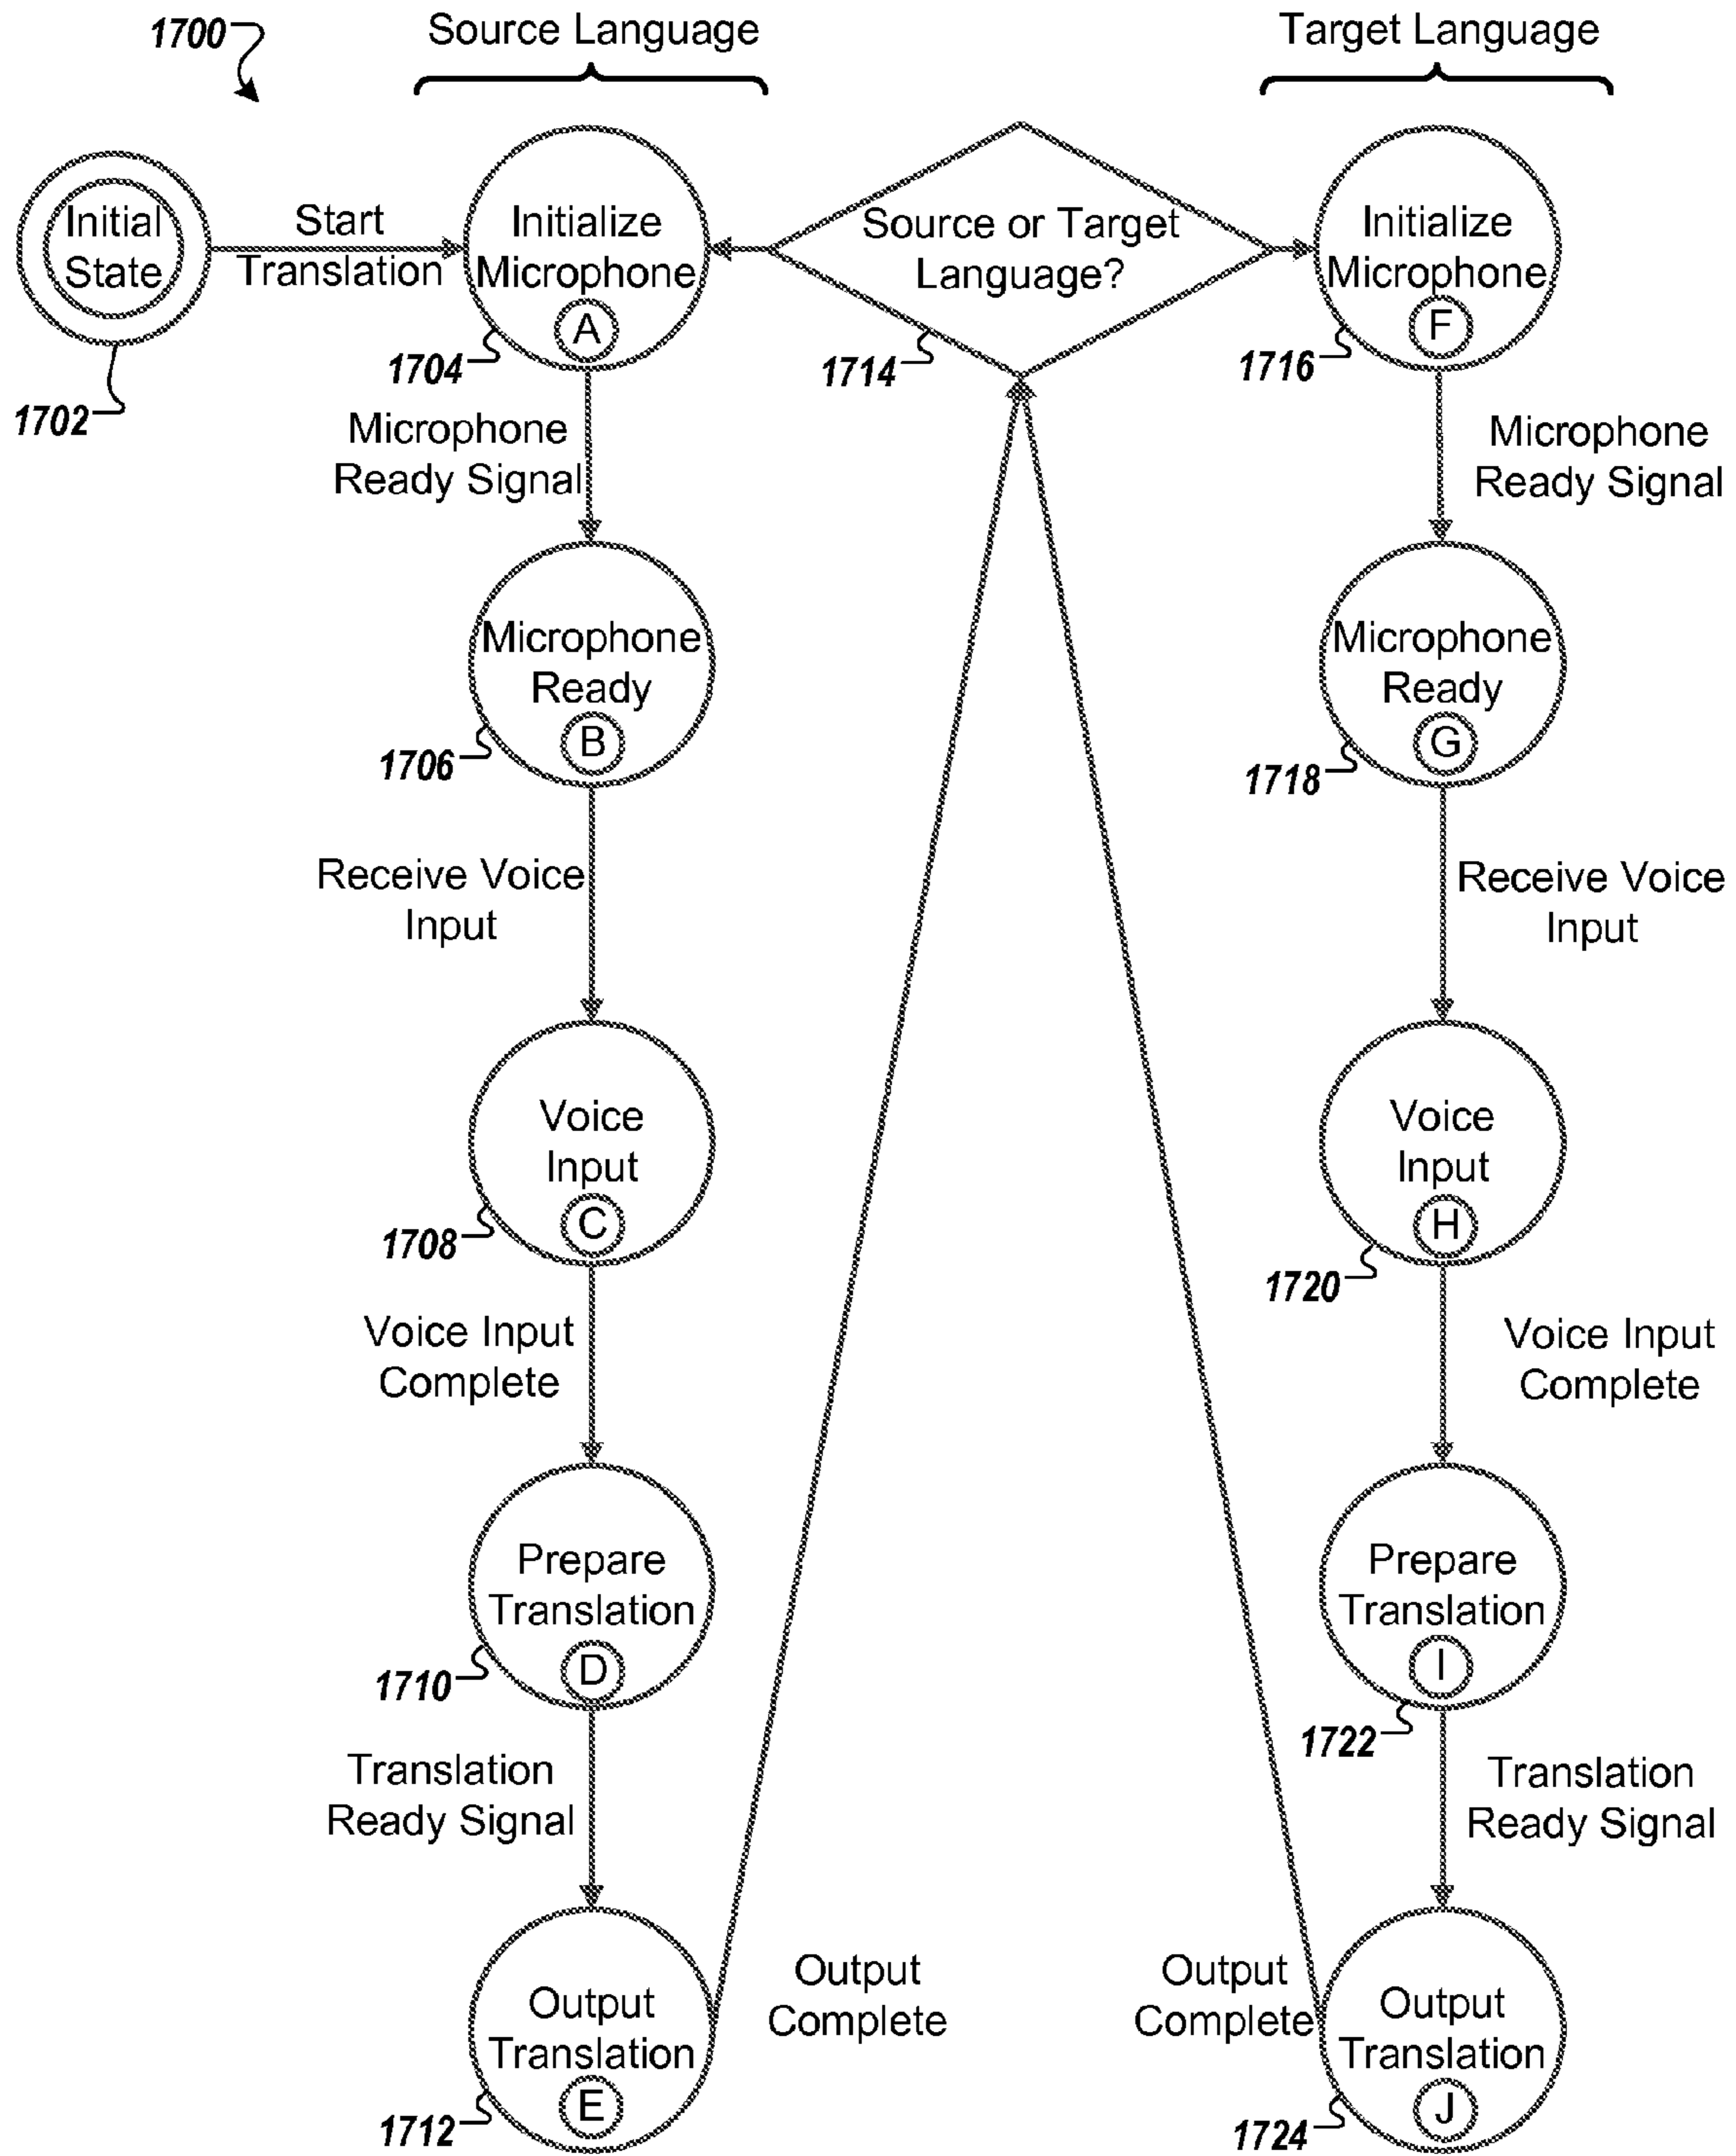 1700
Source Language
Target Language
Initial
State
1702
Start
Translation
Initialize
Microphone
A
1704
Source or Target
Language?
1714
Initialize
Microphone
F
1716
Microphone
Ready Signal
Microphone
Ready Signal
Microphone
Ready
B
1706
Microphone
Ready
G
1718
Receive Voice
Input
Receive Voice
Input
Voice
Input
C
1708
Voice
Input
H
1720
Voice Input
Complete
Voice Input
Complete
Prepare
Translation
D
1710
Prepare
Translation
I
1722
Translation
Ready Signal
Translation
Ready Signal
Output
Translation
E
1712
Output
Complete
Output
Complete
Output
Translation
J
1724